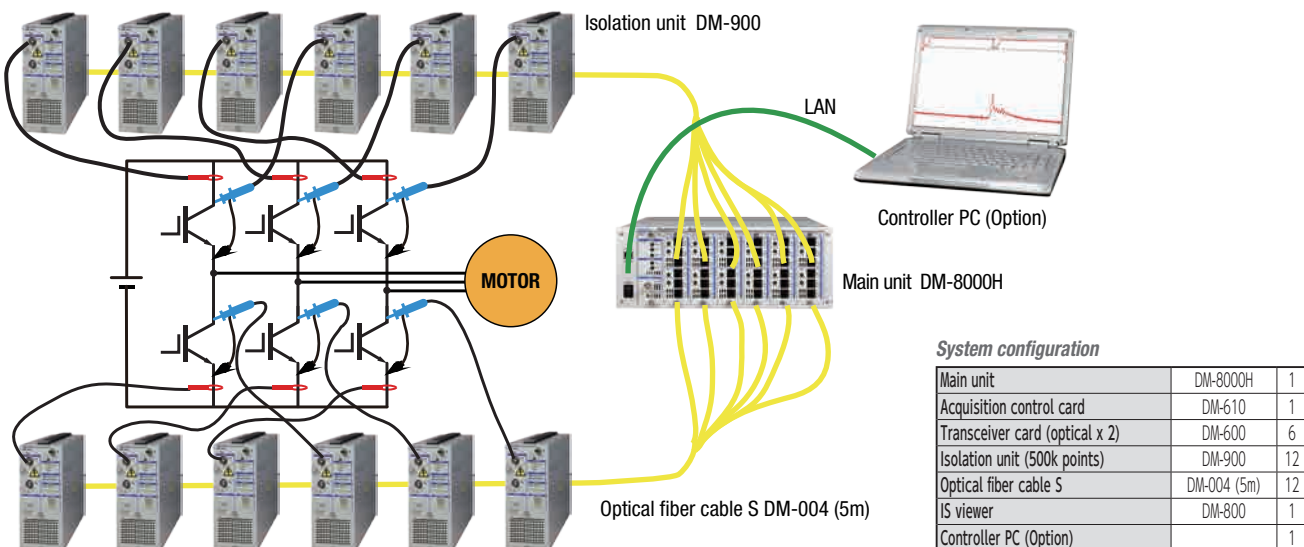 Isolation unit DM-900
LAN
Controller PC (Option)
MOTOR
Main unit DM-8000H
Optical fiber cable S DM-004 (5m)
System configuration
Main unit DM-8000H 1
Acquisition control card DM-610 1
Transceiver card (optical x 2) DM-600 6
Isolation unit (500k points) DM-900 12
Optical fiber cable S DM-004 (5m) 12
IS viewer DM-800 1
Controller PC (Option) 1